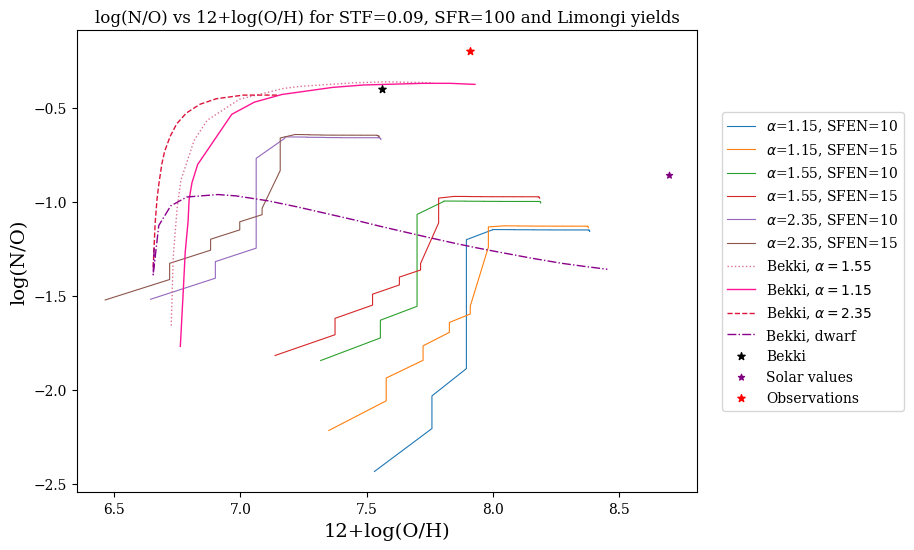 log(N/O) vs 12+log(O/H) for STF=0.09, SFR=100 and Limongi yields
log(N/O)
−0.5
−1.0
−1.5
−2.0
−2.5
6.5 7.0 7.5 8.0 8.5
12+log(O/H)
α=1.15, SFEN=10
α=1.15, SFEN=15
α=1.55, SFEN=10
α=1.55, SFEN=15
α=2.35, SFEN=10
α=2.35, SFEN=15
Bekki, α = 1.55
Bekki, α = 1.15
Bekki, α = 2.35
Bekki, dwarf
Bekki
Solar values
Observations